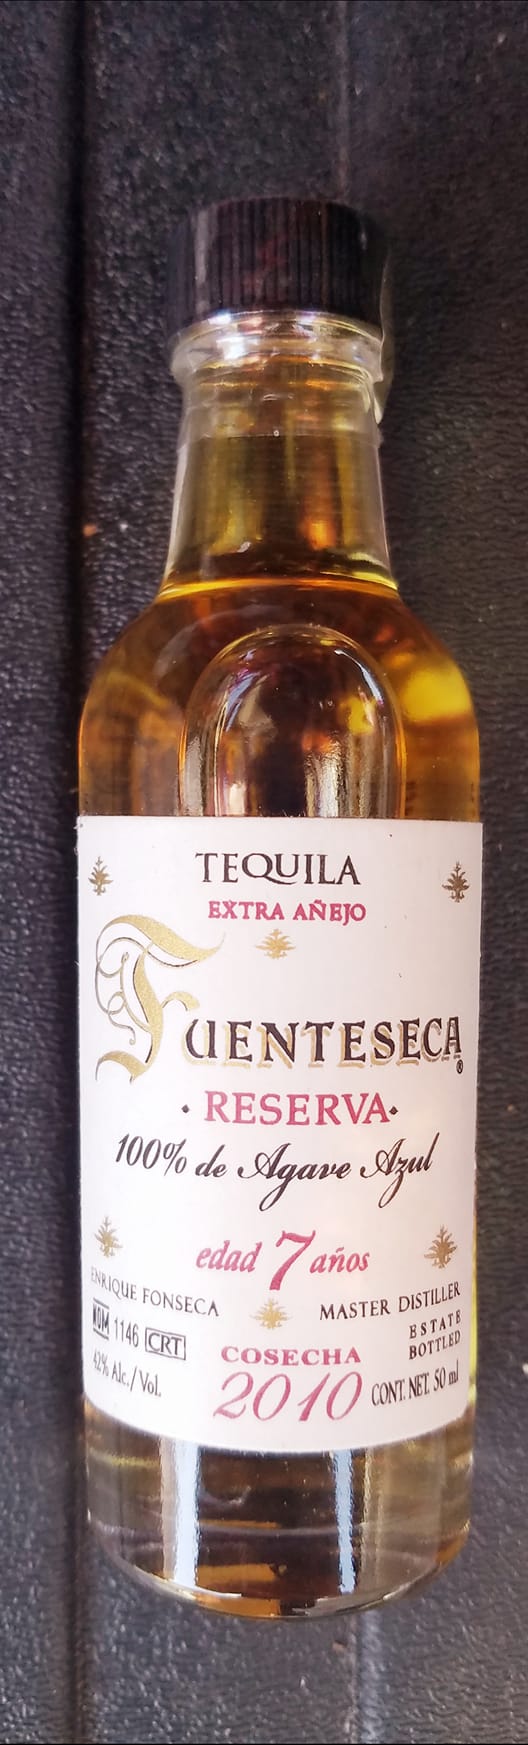 TEQUILA
EXTRA AÑEJO
FUENTESECA®
· RESERVA·
100% de Agave Azul
edad 7 años
ENRIQUE FONSECA
MASTER DISTILLER
NOM 1146 CRT
ESTATE
BOTTLED
42% Alc./Vol.
COSECHA
2010
CONT. NET. 50 ml